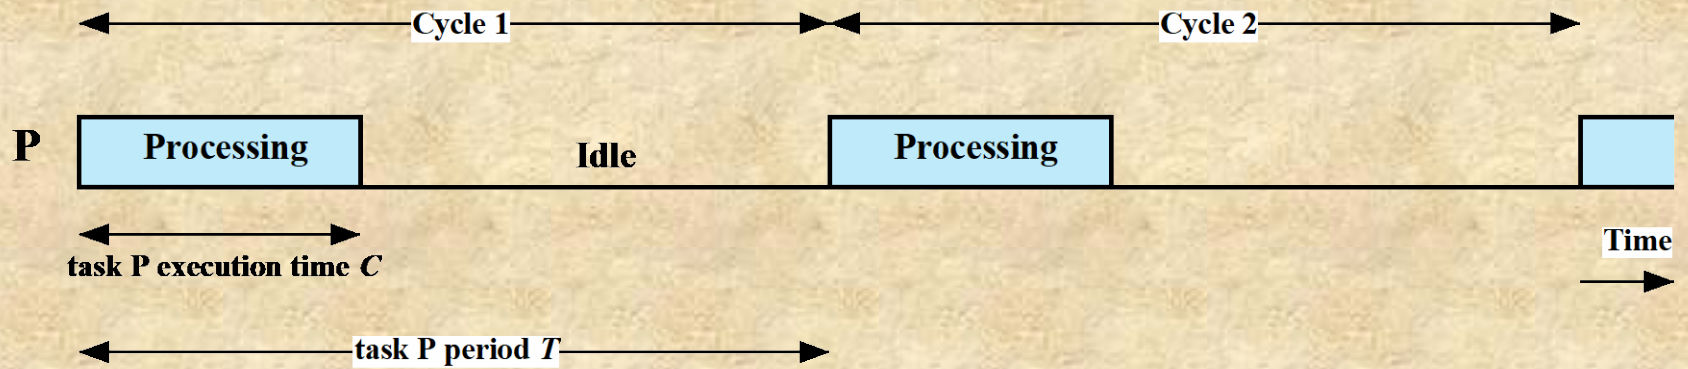 Cycle 1
Cycle 2
P
Processing
Idle
Processing
Time
task P execution time C
task P period T